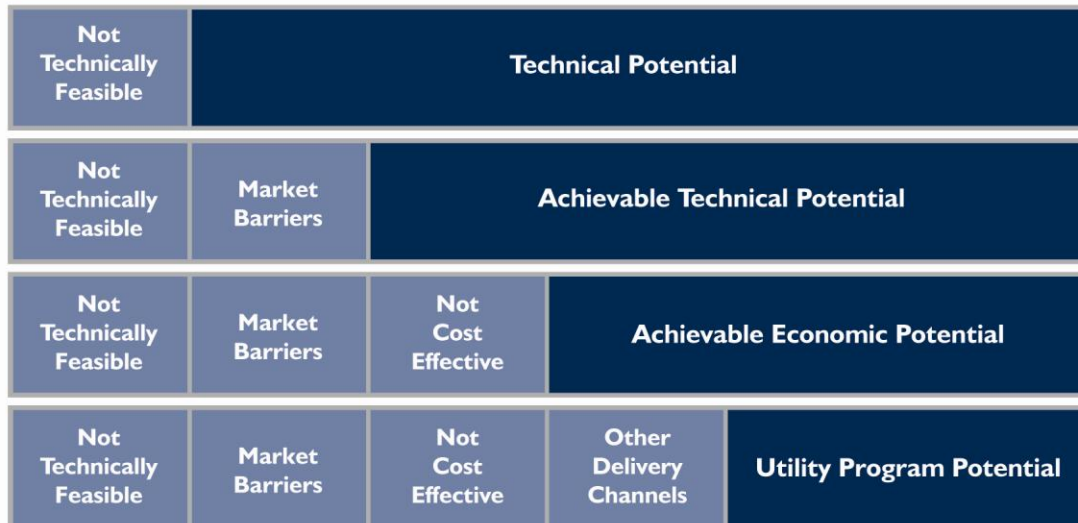 Not
Technically
Feasible
Technical Potential
Not
Technically
Feasible
Market
Barriers
Achievable Technical Potential
Not
Technically
Feasible
Market
Barriers
Not
Cost
Effective
Achievable Economic Potential
Not
Technically
Feasible
Market
Barriers
Not
Cost
Effective
Other
Delivery
Channels
Utility Program Potential